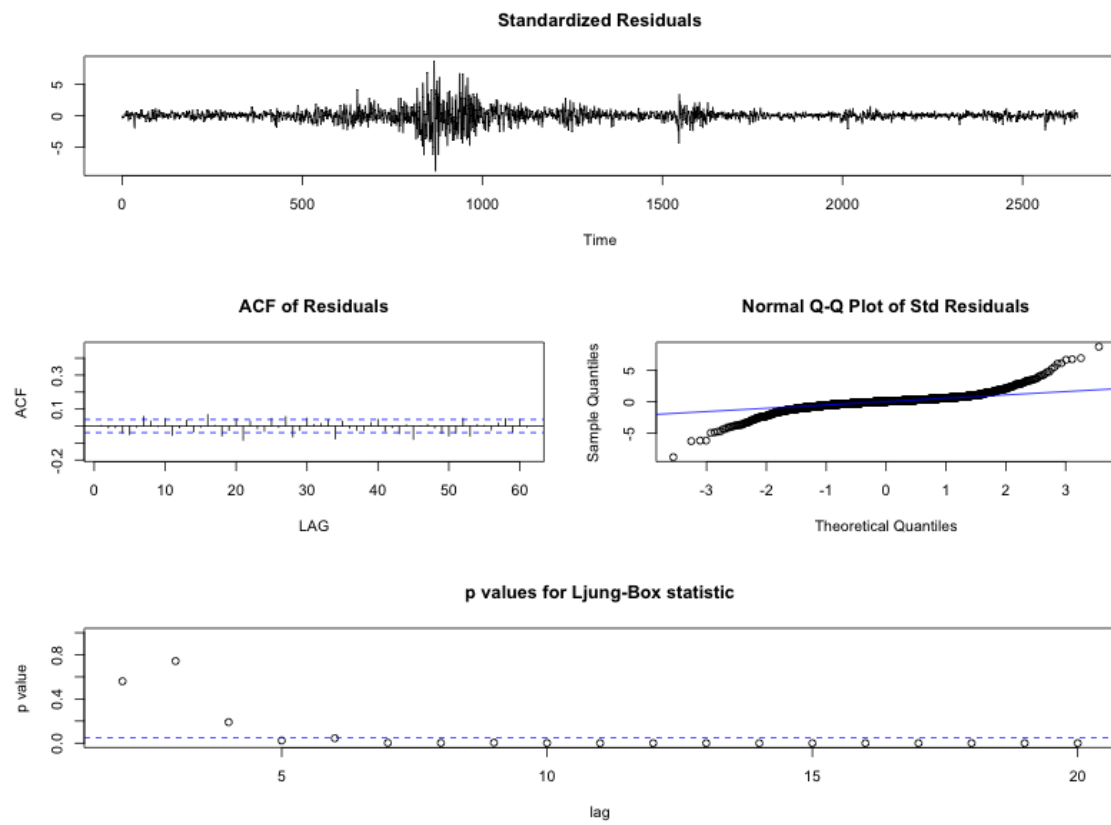 Standardized Residuals
5
0
-5
0 500 1000 1500 2000 2500
Time
ACF of Residuals
ACF
0.3
0.1
-0.2
0 10 20 30 40 50 60
LAG
Normal Q-Q Plot of Std Residuals
Sample Quantiles
5
0
-5
-3 -2 -1 0 1 2 3
Theoretical Quantiles
p values for Ljung-Box statistic
p value
0.8
0.4
0.0
5 10 15 20
lag